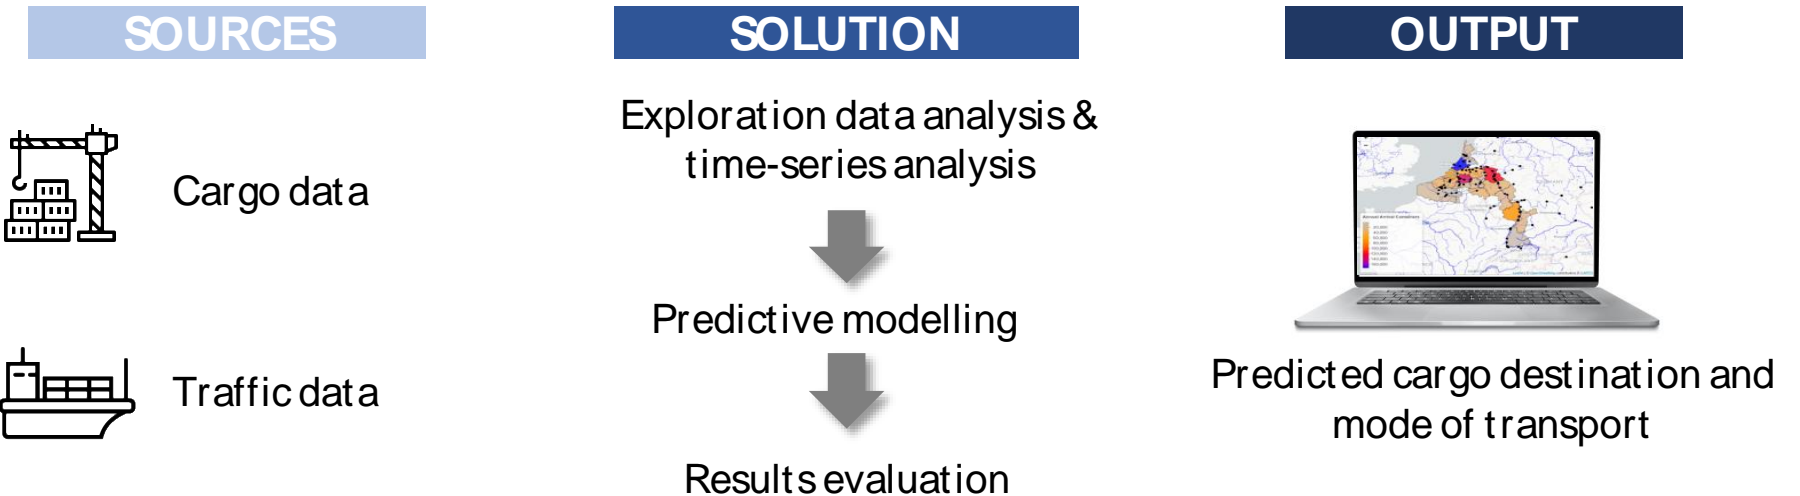 SOURCES
Cargo data
Traffic data
SOLUTION
Exploration data analysis &
time-series analysis
Predictive modelling
Results evaluation
OUTPUT
Predicted cargo destination and
mode of transport